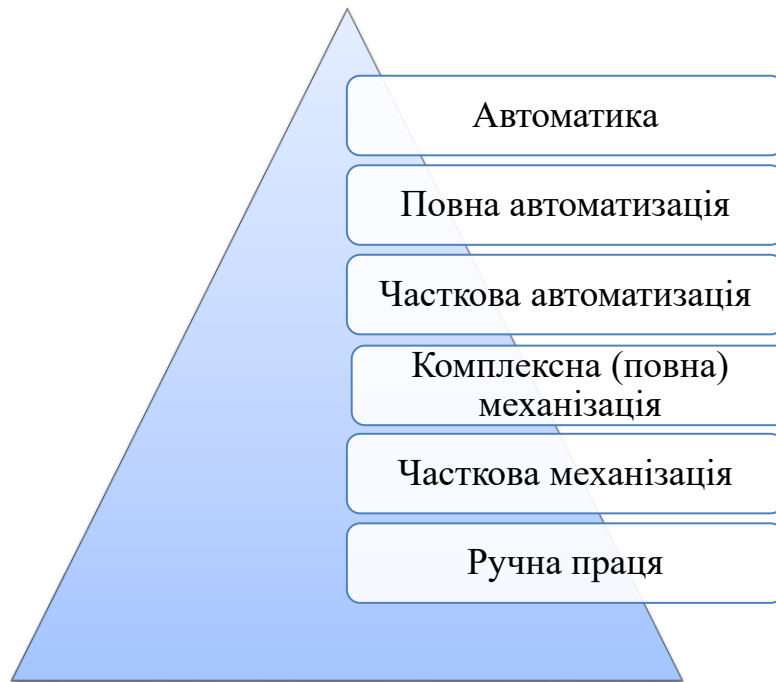 Автоматика
Повна автоматизація
Часткова автоматизація
Комплексна (повна)
механізація
Часткова механізація
Ручна праця